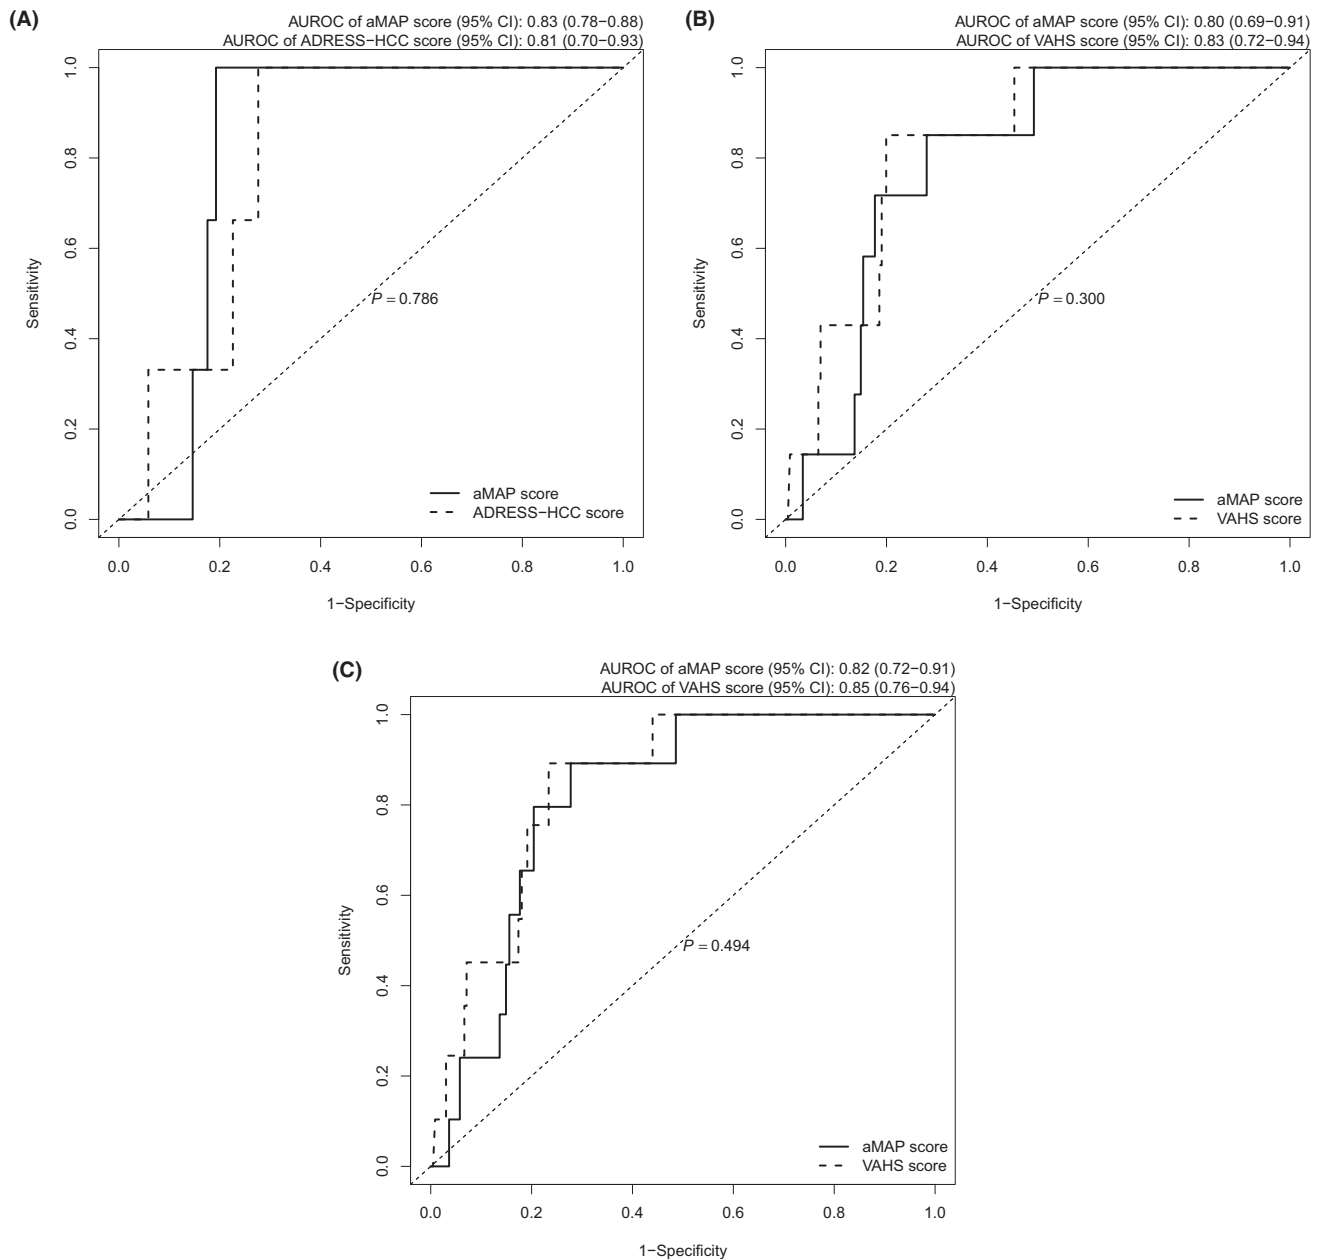 (A)
AUROC of aMAP score (95% CI): 0.83 (0.78−0.88)
AUROC of ADRESS−HCC score (95% CI): 0.81 (0.70−0.93)
1.0
0.8
0.6
0.4
0.2
0.0
Sensitivity
P = 0.786
aMAP score
ADRESS−HCC score
0.0 0.2 0.4 0.6 0.8 1.0
1−Specificity
(B)
AUROC of aMAP score (95% CI): 0.80 (0.69−0.91)
AUROC of VAHS score (95% CI): 0.83 (0.72−0.94)
1.0
0.8
0.6
0.4
0.2
0.0
Sensitivity
P = 0.300
aMAP score
VAHS score
0.0 0.2 0.4 0.6 0.8 1.0
1−Specificity
(C)
AUROC of aMAP score (95% CI): 0.82 (0.72−0.91)
AUROC of VAHS score (95% CI): 0.85 (0.76−0.94)
1.0
0.8
0.6
0.4
0.2
0.0
Sensitivity
P = 0.494
aMAP score
VAHS score
0.0 0.2 0.4 0.6 0.8 1.0
1−Specificity